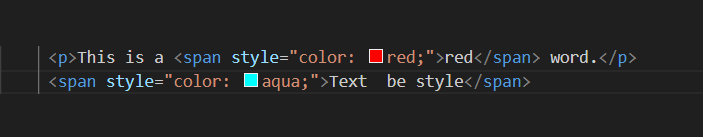 <p>This is a <span style="color: red;">red</span> word.</p>
<span style="color: aqua;">Text  be style</span>